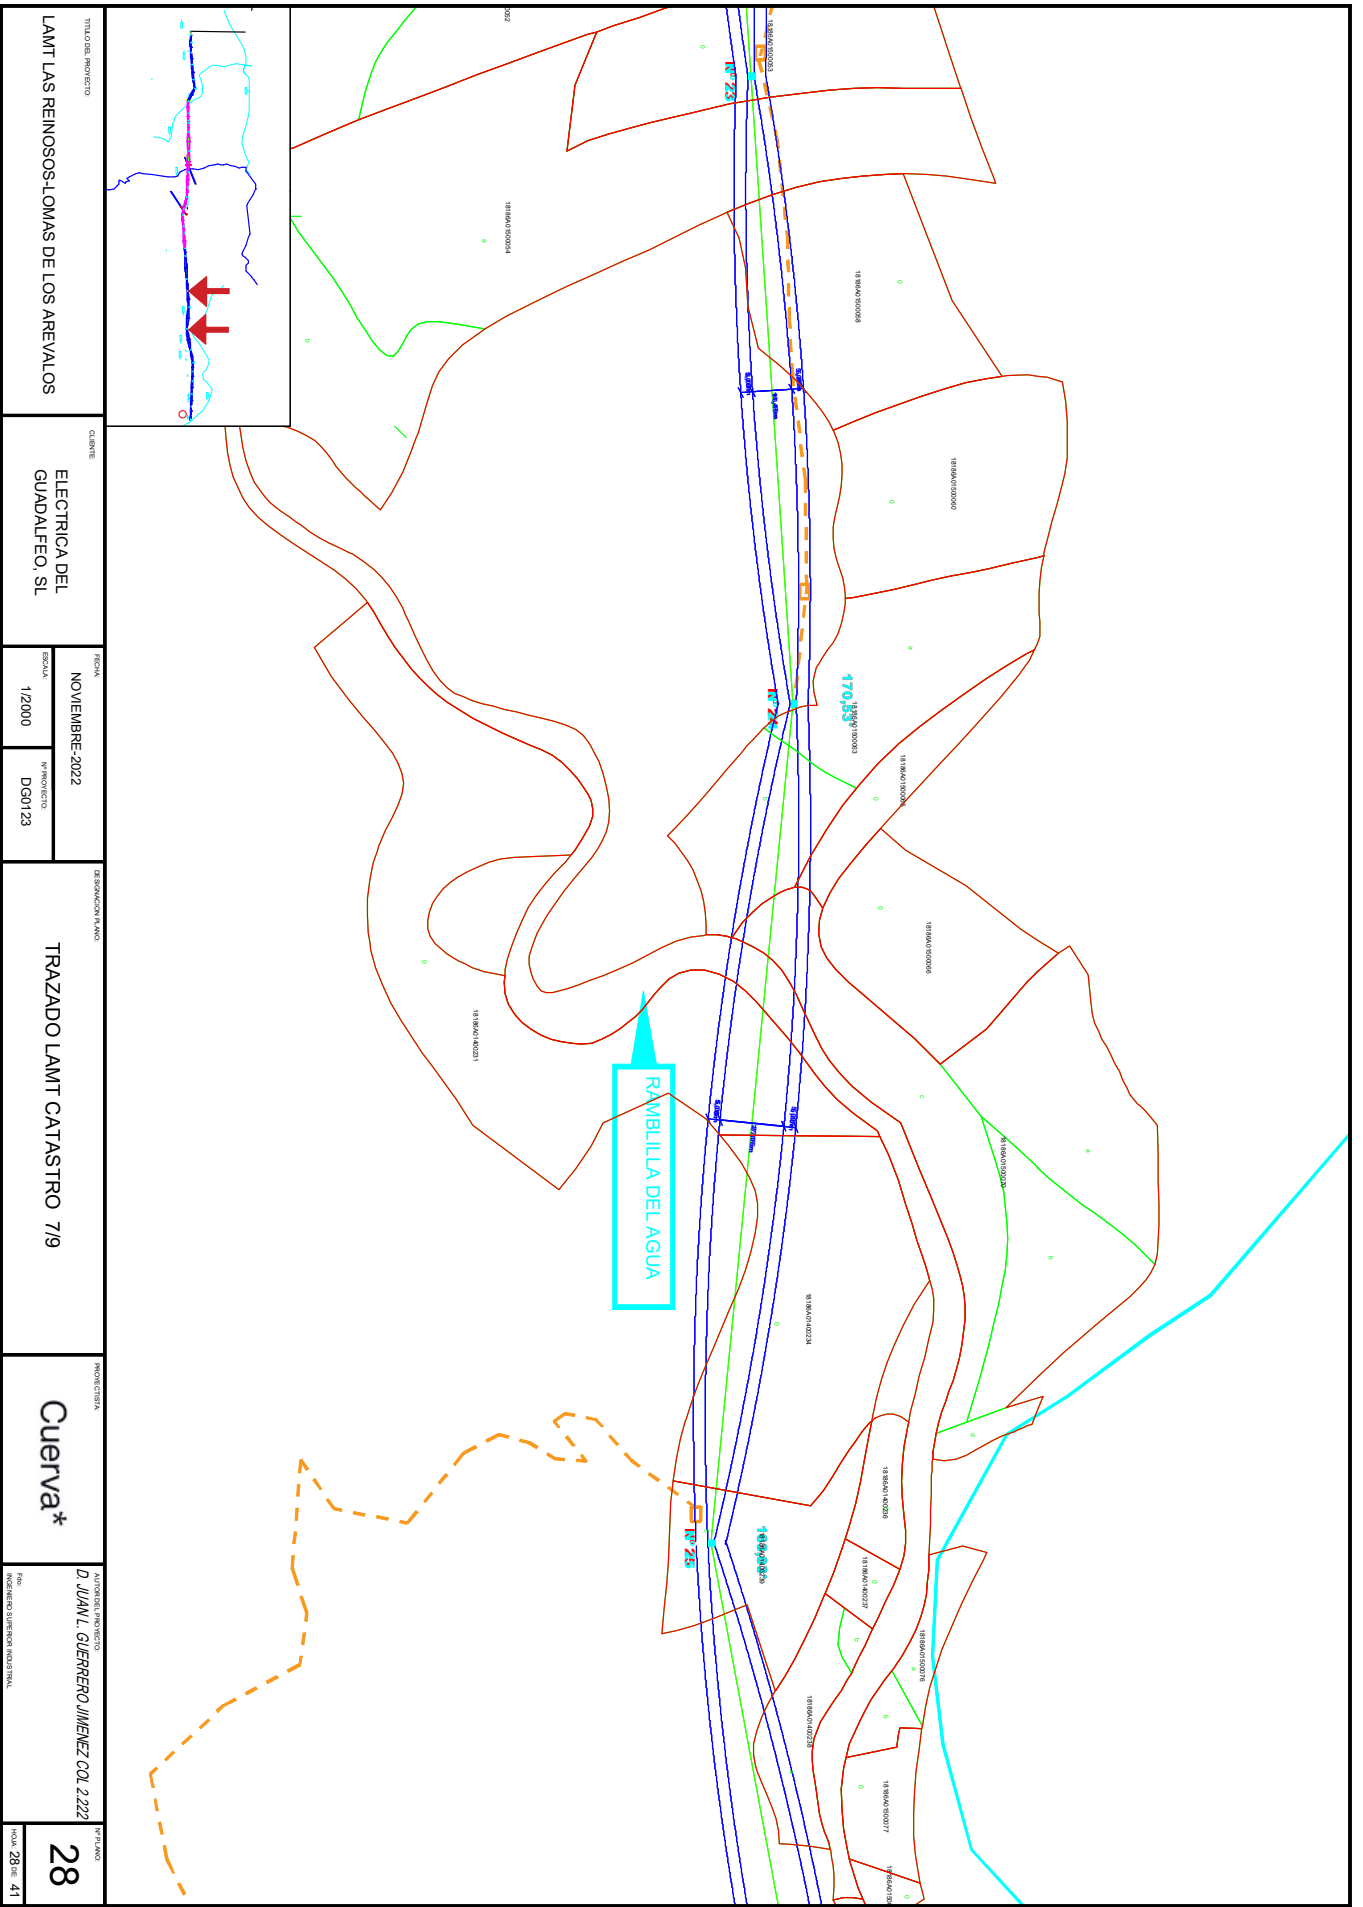 18186A01500053
Nº 23
18186A01500054
18186A01500058
18186A01500060
170,53
18186A01500063
Nº 24
18186A01500066
18186A01400231
RAMBLILLA DEL AGUA
18186A01500070
18186A01400234
18186A01400236
18186A01400237
Nº 25
18186A01500076
18186A01400238
18186A01500077
TITULO DEL PROYECTO:
LAMT LAS REINOSOS-LOMAS DE LOS AREVALOS
CLIENTE:
ELECTRICA DEL
GUADALFEO, SL
FECHA:
NOVIEMBRE-2022
ESCALA:
1/2000
Nº PROYECTO:
DG0123
DESIGNACION PLANO:
TRAZADO LAMT CATASTRO 7/9
PROYECTISTA:
Cuerva*
AUTOR DEL PROYECTO:
D. JUAN L. GUERRERO JIMENEZ COL 2.222
Fdo:
INGENIERO SUPERIOR INDUSTRIAL
Nº PLANO:
28
HOJA: 28 DE: 41